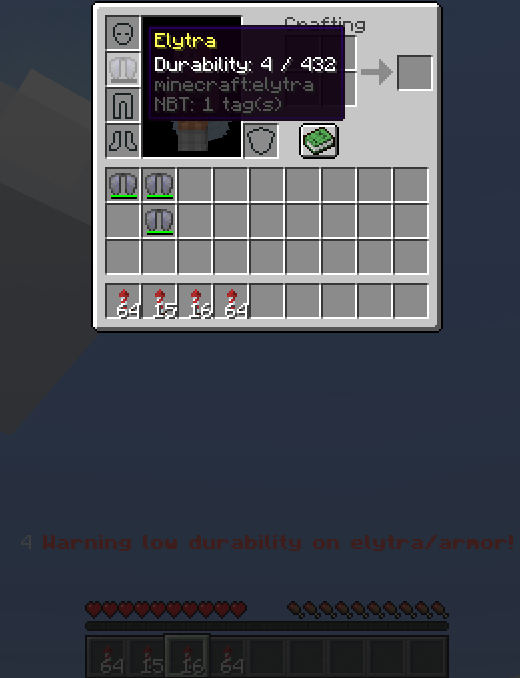 Crafting
Elytra
Durability: 4 / 432
minecraft:elytra
NBT: 1 tag(s)
64 15 16 64
4 Warning low durability on elytra/armor!
64 15 16 64